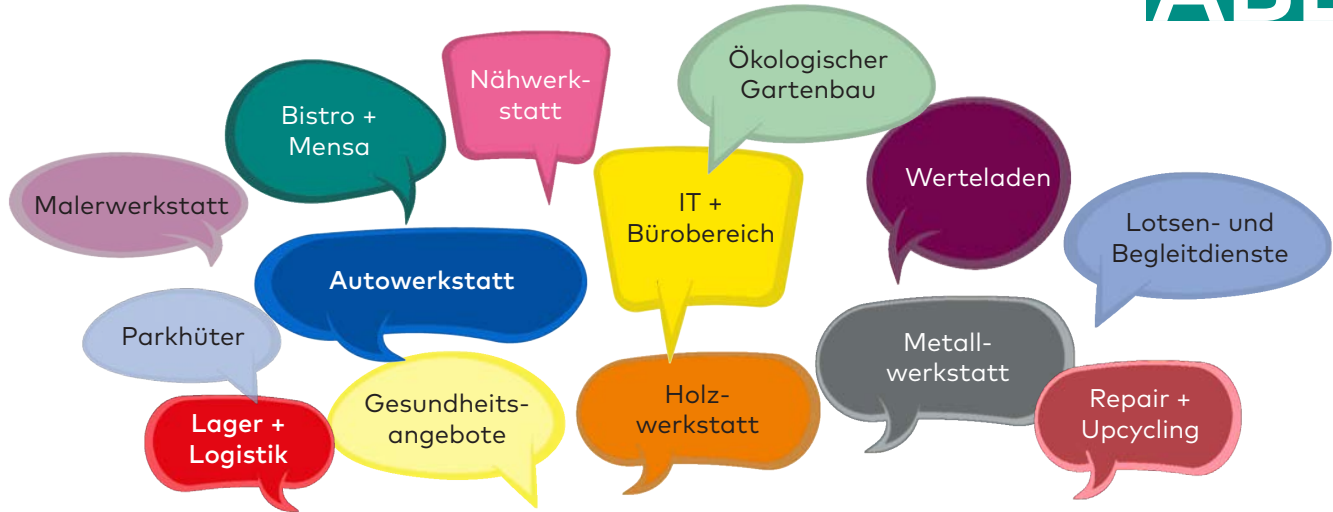 Nähwerk-
statt
Ökologischer
Gartenbau
Bistro +
Mensa
Malerwerkstatt
IT +
Bürobereich
Werteladen
Lotsen- und
Begleitdienste
Autowerkstatt
Parkhüter
Metall-
werkstatt
Lager +
Logistik
Gesundheits-
angebote
Holz-
werkstatt
Repair +
Upcycling